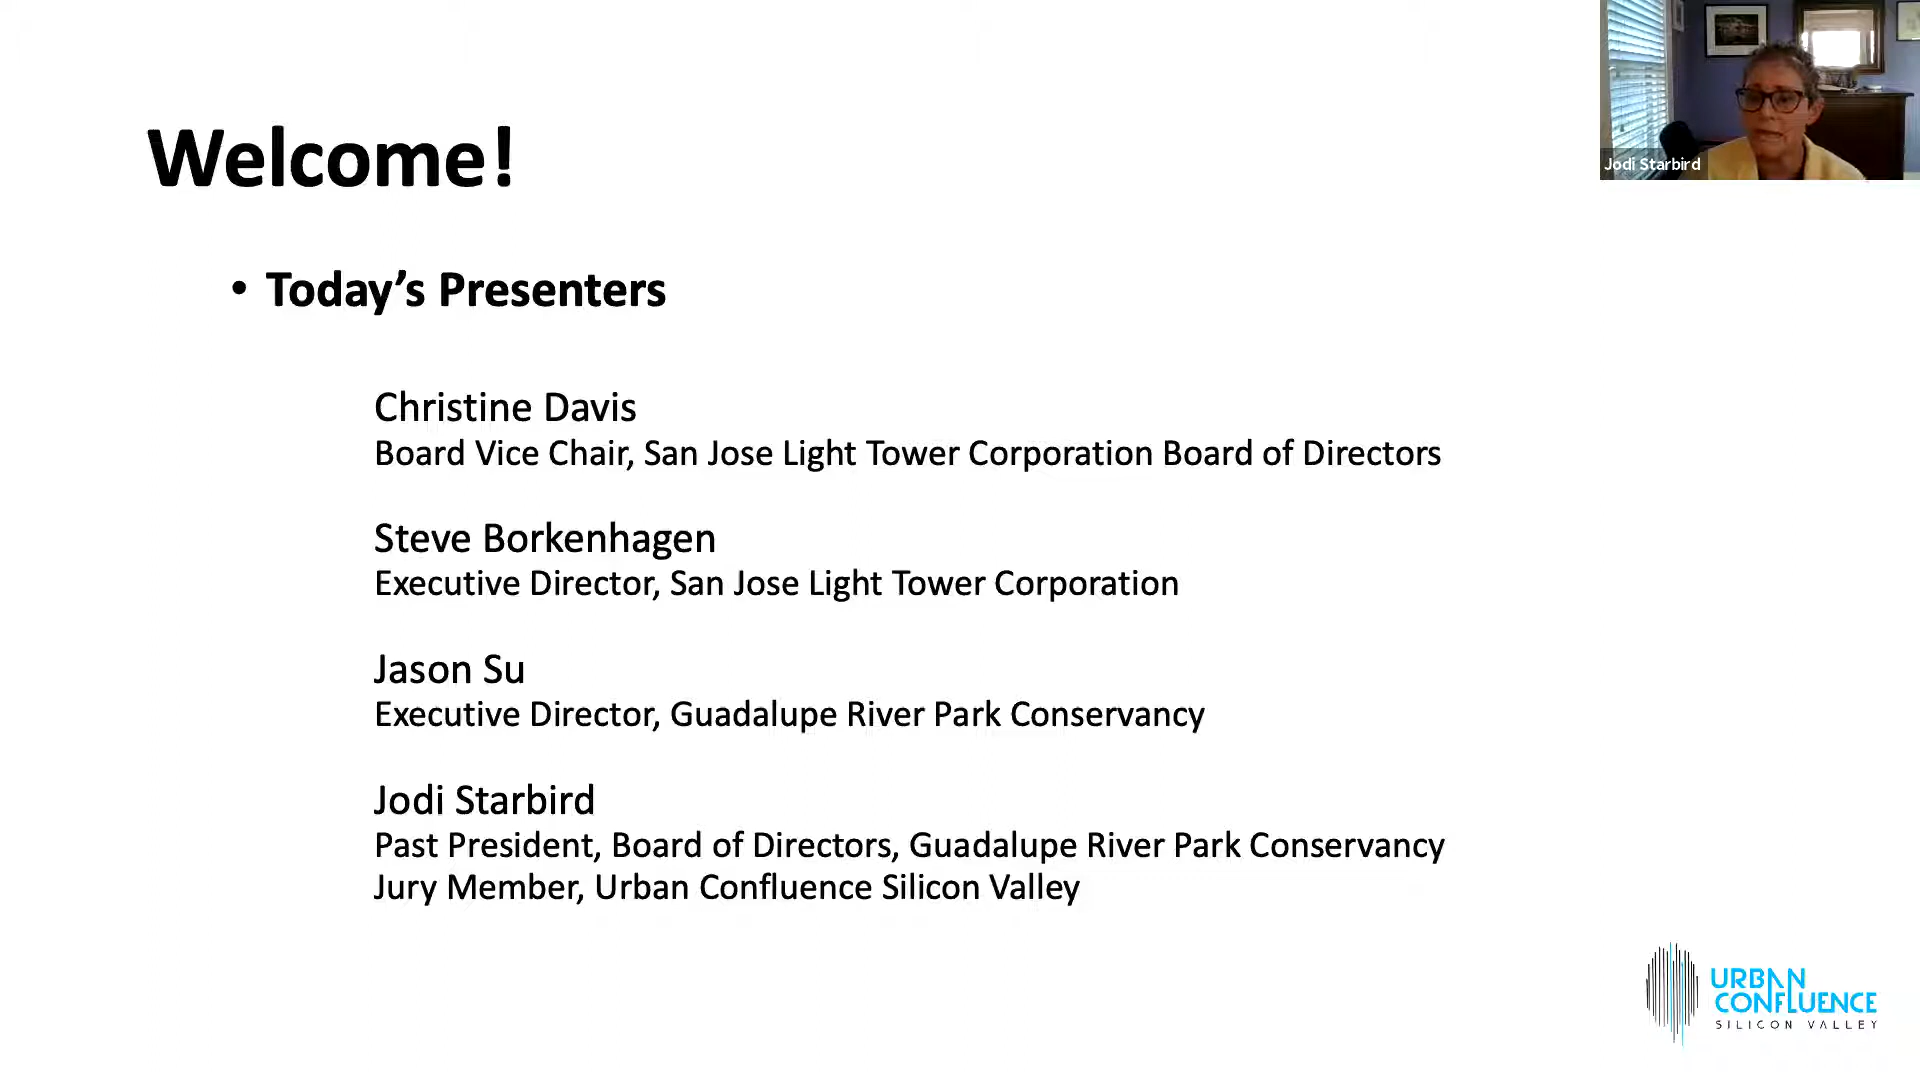 Welcome!
Jodi Starbird
• Today’s Presenters
Christine Davis
Board Vice Chair, San Jose Light Tower Corporation Board of Directors
Steve Borkenhagen
Executive Director, San Jose Light Tower Corporation
Jason Su
Executive Director, Guadalupe River Park Conservancy
Jodi Starbird
Past President, Board of Directors, Guadalupe River Park Conservancy
Jury Member, Urban Confluence Silicon Valley
URBAN
CONFLUENCE
SILICON VALLEY